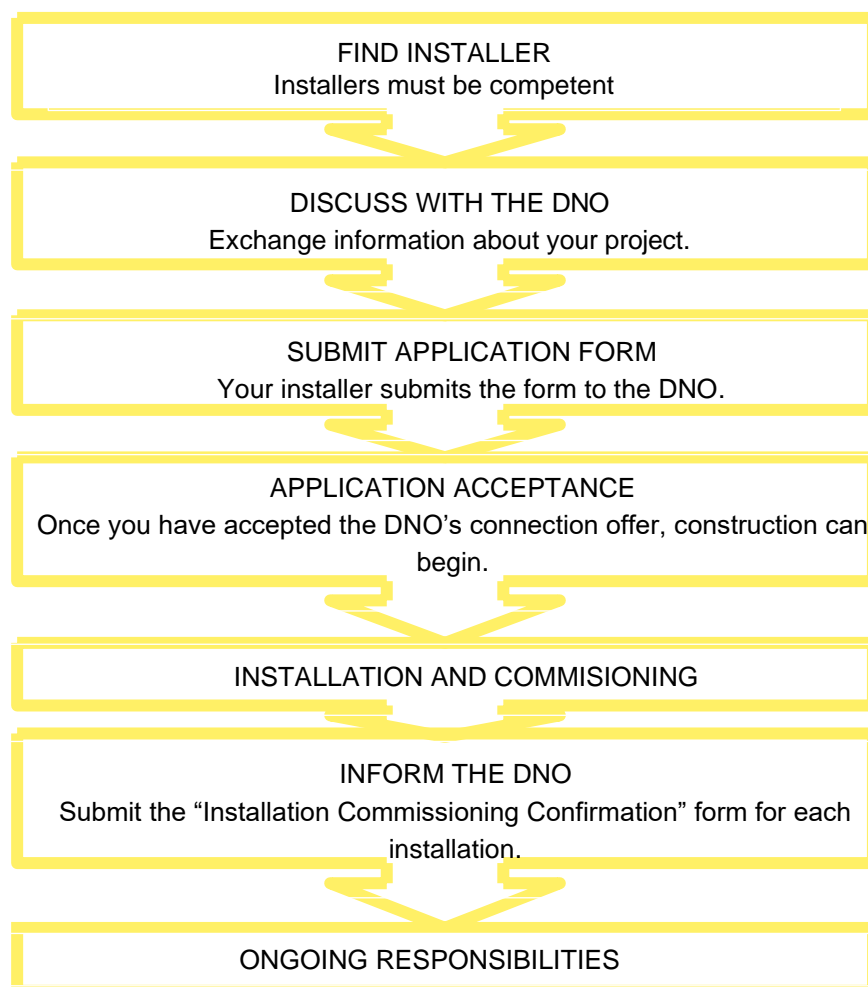 FIND INSTALLER
Installers must be competent
DISCUSS WITH THE DNO
Exchange information about your project.
SUBMIT APPLICATION FORM
Your installer submits the form to the DNO.
APPLICATION ACCEPTANCE
Once you have accepted the DNO’s connection offer, construction can
begin.
INSTALLATION AND COMMISIONING
INFORM THE DNO
Submit the “Installation Commissioning Confirmation” form for each
installation.
ONGOING RESPONSIBILITIES